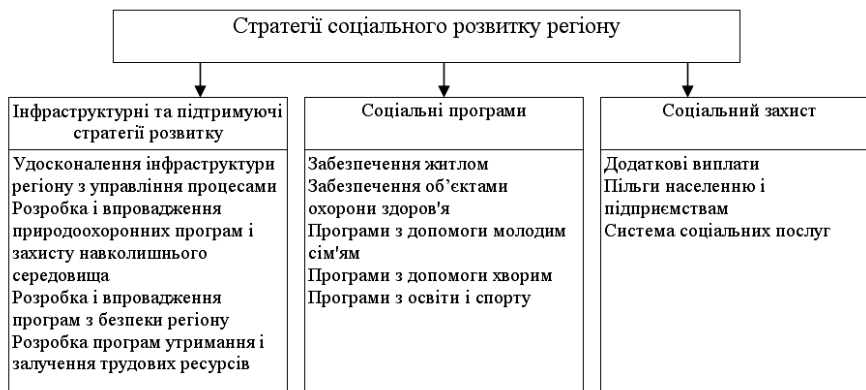 Стратегії соціального розвитку регіону
Інфраструктурні та підтримуючі
стратегії розвитку
Удосконалення інфраструктури
регіону з управління процесами
Розробка і впровадження
природоохоронних програм і
захисту навколишнього
середовища
Розробка і впровадження
програм з безпеки регіону
Розробка програм утримання і
залучення трудових ресурсів
Соціальні програми
Забезпечення житлом
Забезпечення об’єктами
охорони здоров'я
Програми з допомоги молодим
сім'ям
Програми з допомоги хворим
Програми з освіти і спорту
Соціальний захист
Додаткові виплати
Пільги населенню і
підприємствам
Система соціальних послуг